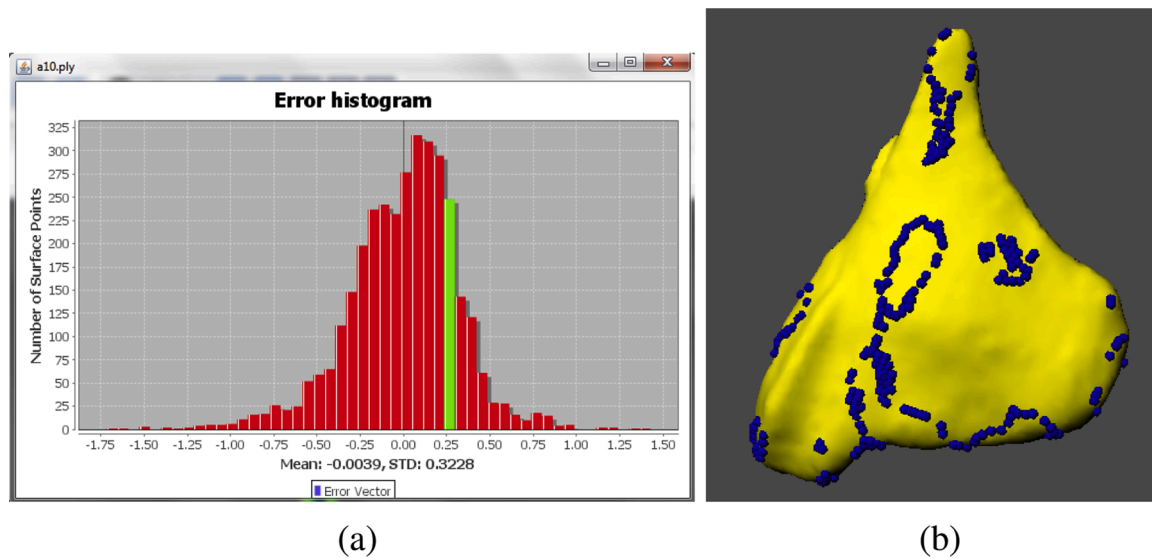 a10.ply
Error histogram
Number of Surface Points
325
300
275
250
225
200
175
150
125
100
75
50
25
0
-1.75 -1.50 -1.25 -1.00 -0.75 -0.50 -0.25 0.00 0.25 0.50 0.75 1.00 1.25 1.50
Mean: -0.0039, STD: 0.3228
Error Vector
(a) (b)